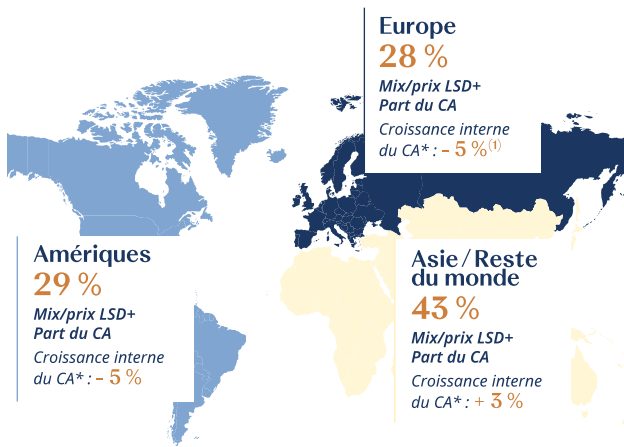 Europe
28 %
Mix/prix LSD+
Part du CA
Croissance interne
du CA* : - 5 %(1)
Amériques
29 %
Mix/prix LSD+
Part du CA
Croissance interne
du CA* : - 5 %
Asie / Reste
du monde
43 %
Mix/prix LSD+
Part du CA
Croissance interne
du CA* : + 3 %